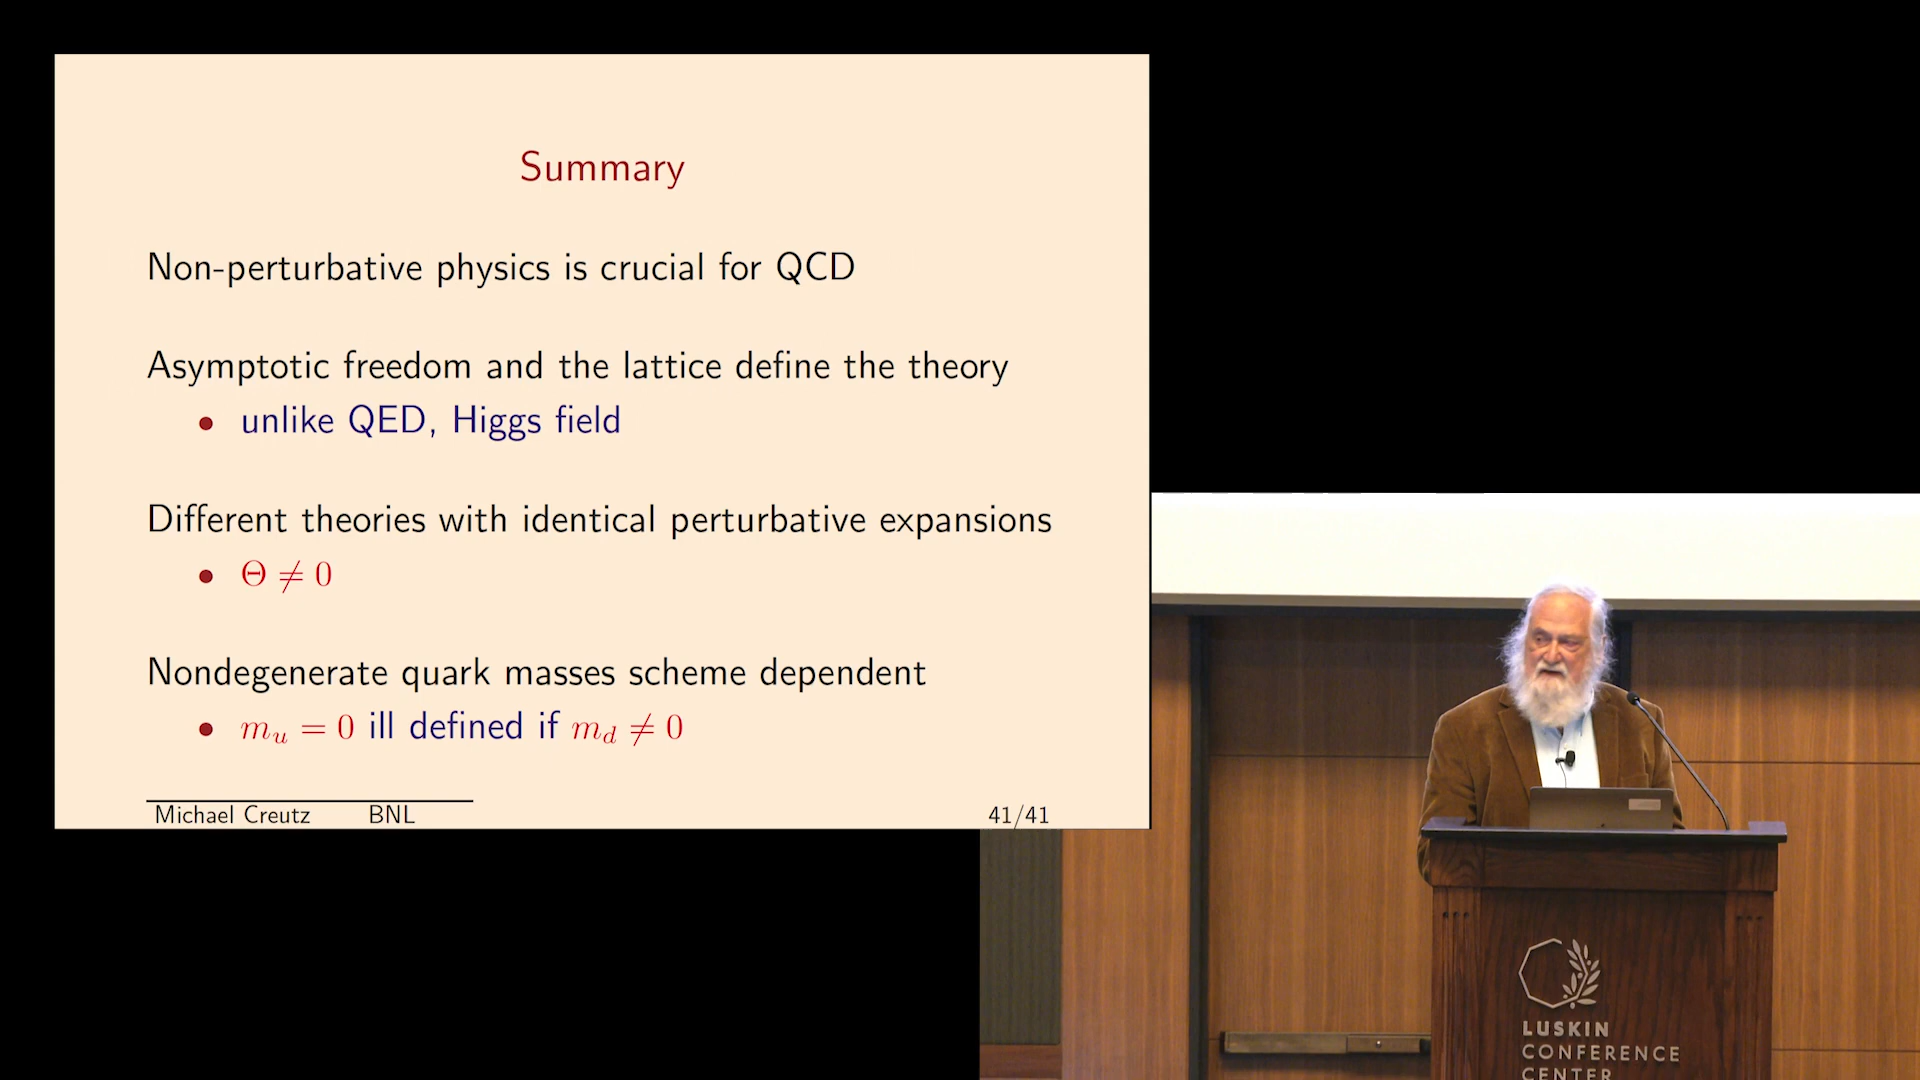 Summary
Non-perturbative physics is crucial for QCD
Asymptotic freedom and the lattice define the theory
• unlike QED, Higgs field
Different theories with identical perturbative expansions
• Θ ≠ 0
Nondegenerate quark masses scheme dependent
• m_u = 0 ill defined if m_d ≠ 0
Michael Creutz BNL 41/41
LUSKIN
CONFERENCE
CENTER